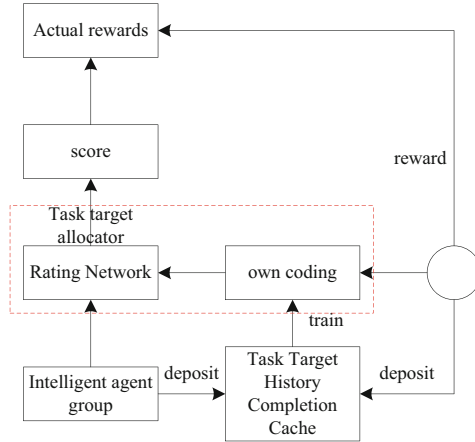 Actual rewards
score
reward
Task target
allocator
Rating Network
own coding
train
Intelligent agent
group
deposit
Task Target
History
Completion
Cache
deposit